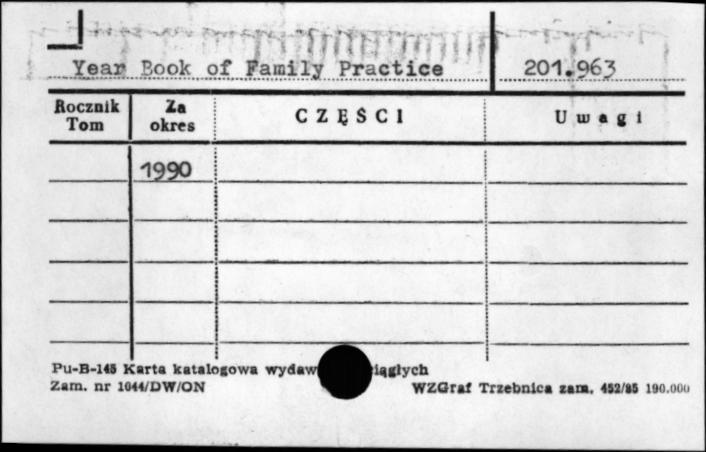 Year Book of Family Practice 201.963
Rocznik Tom Za okres CZĘŚCI Uwagi
1990
Pu-B-145 Karta katalogowa wydaw iągłych
Zam. nr 1044/DW/ON WZGraf Trzebnica zam. 452/85 190.000